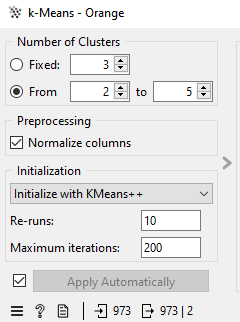 k-Means - Orange
Number of Clusters
Fixed: 3
From 2 to 5
Preprocessing
Normalize columns
Initialization
Initialize with KMeans++
Re-runs: 10
Maximum iterations: 200
Apply Automatically
? 973 973 | 2